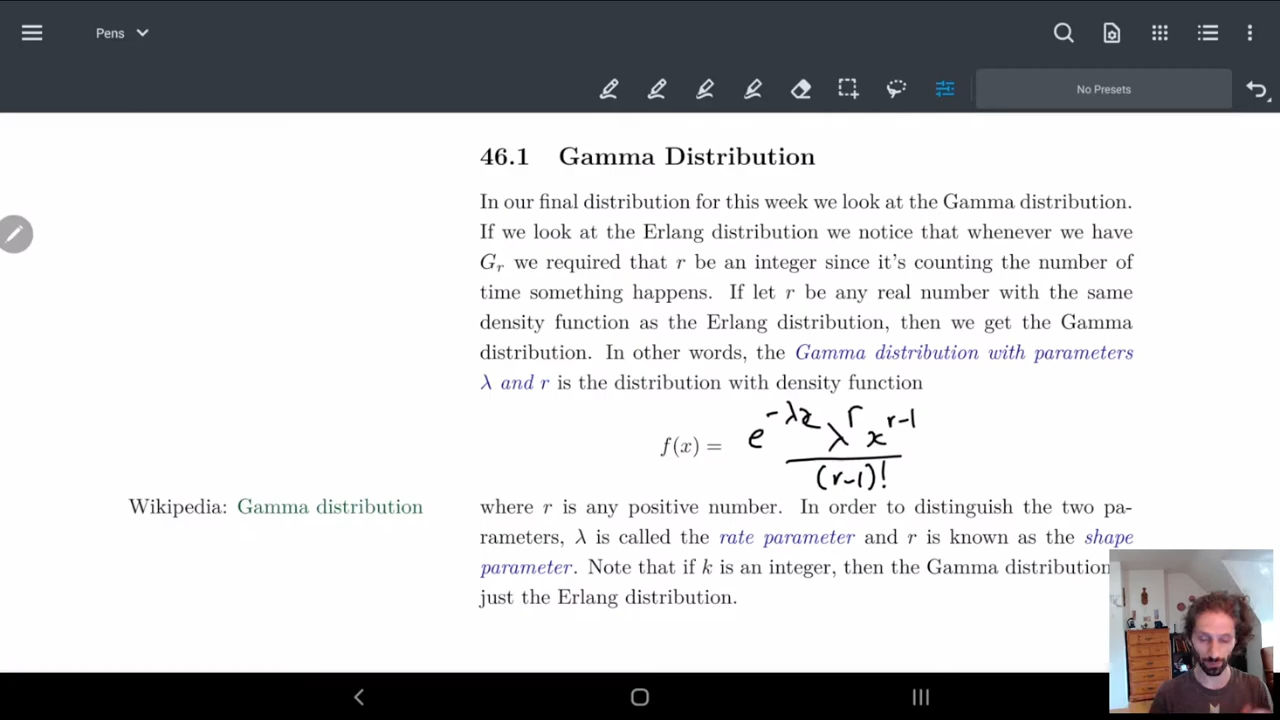 Pens
No Presets
46.1 Gamma Distribution
In our final distribution for this week we look at the Gamma distribution.
If we look at the Erlang distribution we notice that whenever we have
G_r we required that r be an integer since it's counting the number of
time something happens. If let r be any real number with the same
density function as the Erlang distribution, then we get the Gamma
distribution. In other words, the Gamma distribution with parameters
λ and r is the distribution with density function
f(x) = e^{-λx} λ^r x^{r-1} / (r-1)!
Wikipedia: Gamma distribution
where r is any positive number. In order to distinguish the two pa-
rameters, λ is called the rate parameter and r is known as the shape
parameter. Note that if k is an integer, then the Gamma distribution
just the Erlang distribution.